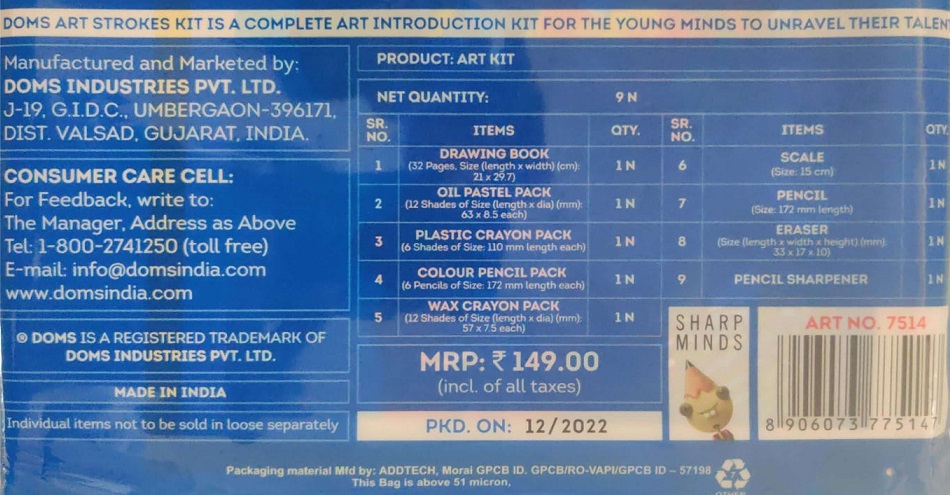 DOMS ART STROKES KIT IS A COMPLETE ART INTRODUCTION KIT FOR THE YOUNG MINDS TO UNRAVEL THEIR TALEN
Manufactured and Marketed by:
DOMS INDUSTRIES PVT. LTD.
J-19, G.I.D.C., UMBERGAON-396171,
DIST. VALSAD, GUJARAT, INDIA.
CONSUMER CARE CELL:
For Feedback, write to:
The Manager, Address as Above
Tel: 1-800-2741250 (toll free)
E-mail: info@domsindia.com
www.domsindia.com
® DOMS IS A REGISTERED TRADEMARK OF
DOMS INDUSTRIES PVT. LTD.
MADE IN INDIA
Individual items not to be sold in loose separately
PRODUCT: ART KIT
NET QUANTITY: 9 N
SR. NO. ITEMS QTY.
1 DRAWING BOOK 1 N
(32 Pages, Size (length x width) (cm):
21 x 29.7)
2 OIL PASTEL PACK 1 N
(12 Shades of Size (length x dia) (mm):
63 x 8.5 each)
3 PLASTIC CRAYON PACK 1 N
(6 Shades of Size: 110 mm length each)
4 COLOUR PENCIL PACK 1 N
(6 Pencils of Size: 172 mm length each)
5 WAX CRAYON PACK 1 N
(12 Shades of Size (length x dia) (mm):
57 x 7.5 each)
SR. NO. ITEMS QT
6 SCALE 1 N
(Size: 15 cm)
7 PENCIL 1 N
(Size: 172 mm length)
8 ERASER 1 N
(Size (length x width x height) (mm):
33 x 17 x 10)
9 PENCIL SHARPENER 1 N
MRP: ₹ 149.00
(incl. of all taxes)
PKD. ON: 12/2022
SHARP
MINDS
ART NO. 7514
8 906073 775147
Packaging material Mfd by: ADDTECH, Morai GPCB ID. GPCB/RO-VAPI/GPCB ID – 57198
This Bag is above 51 micron,
7
OTHER